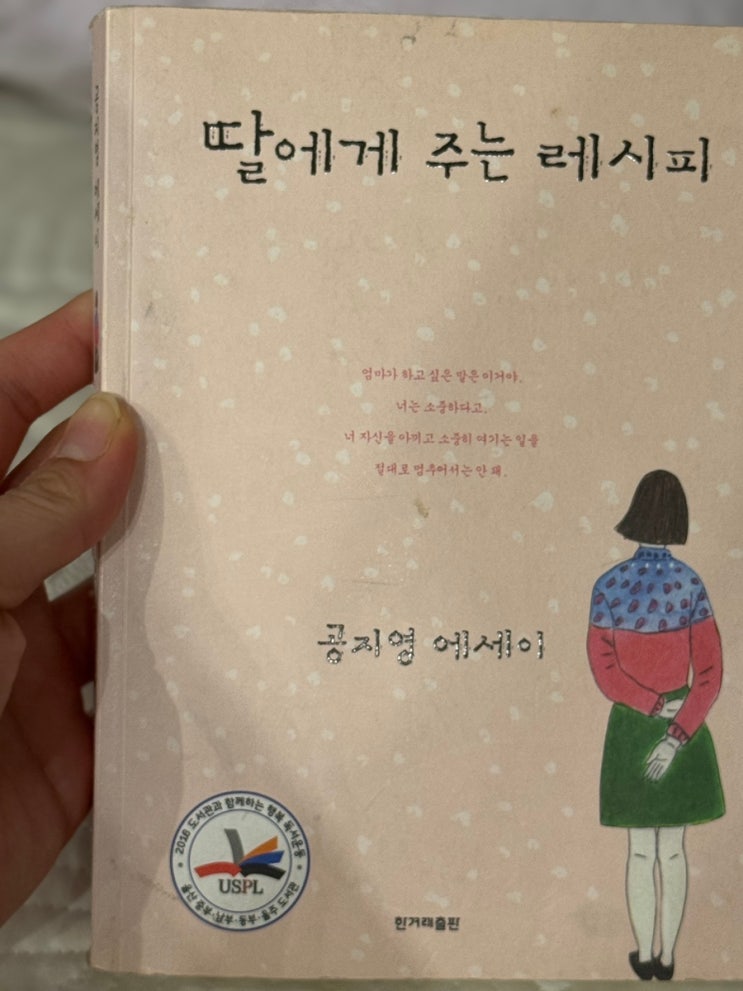 딸에게 주는 레시피
엄마가 하고 싶은 말은 이거야.
너는 소중하다고.
너 자신을 아끼고 소중히 여기는 일을
절대로 멈추어서는 안 돼.
공지영 에세이
2016 도서관과 함께하는 행복 독서운동
USPL
울산 중부·남부·동부·울주 도서관
한겨레출판